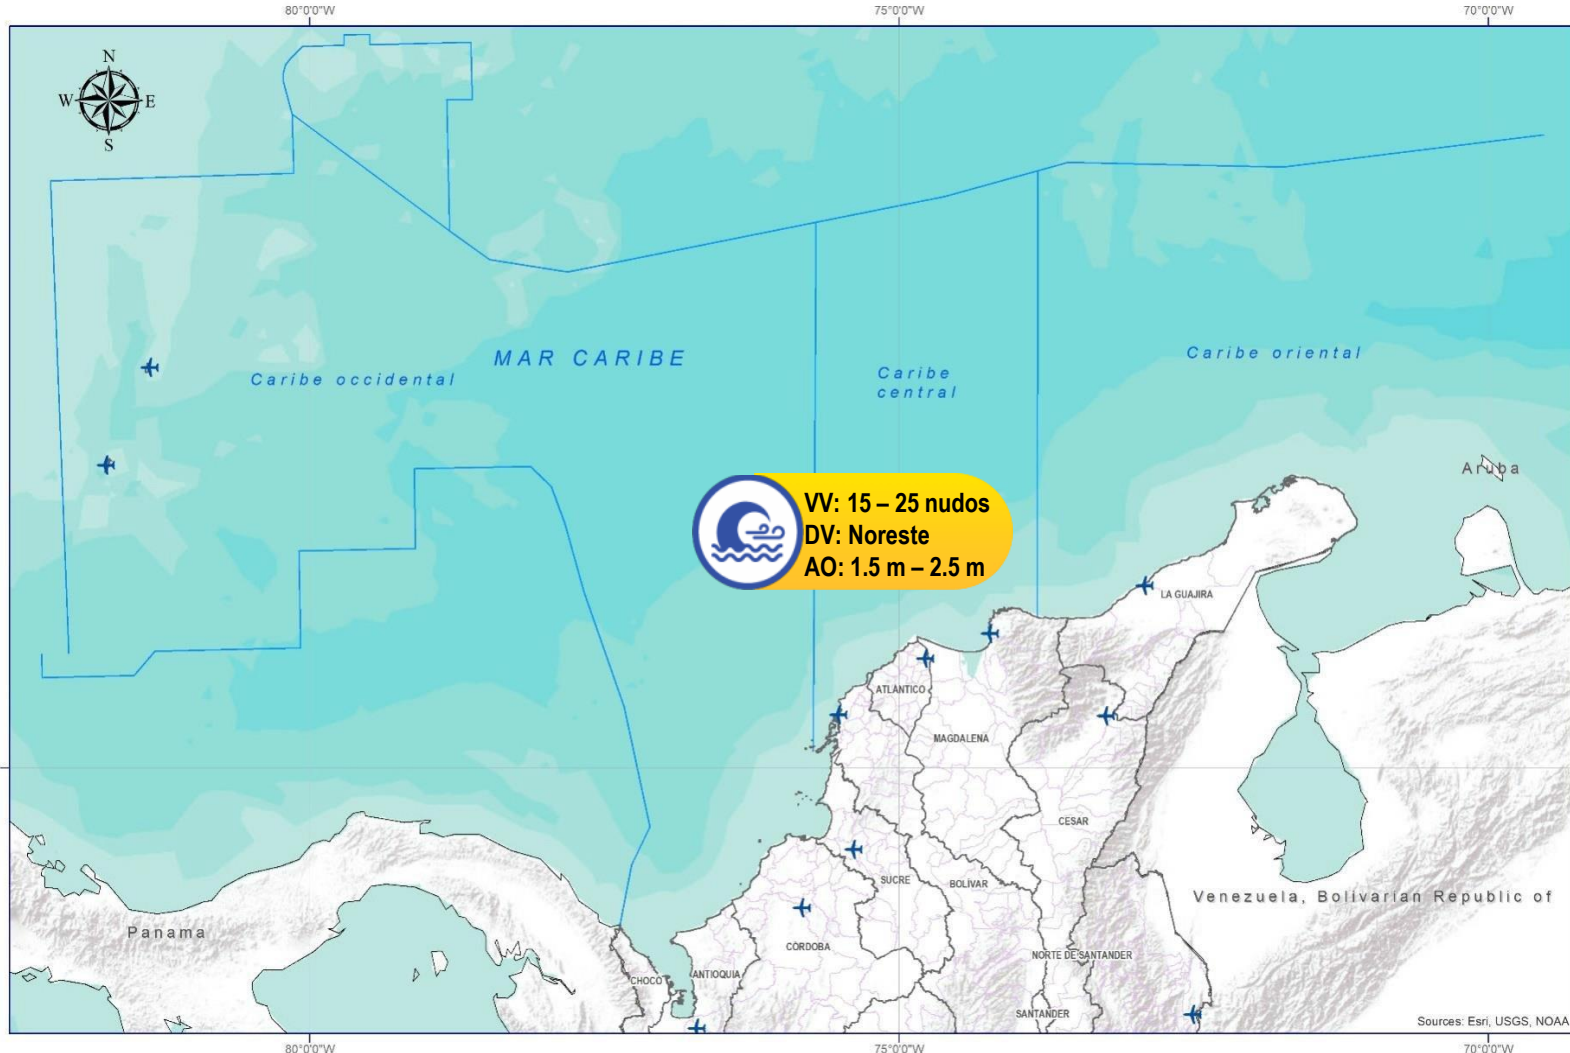 80°0'0"W
75°0'0"W
70°0'0"W
N
W
E
S
MAR CARIBE
Caribe occidental
Caribe
central
Caribe oriental
Aruba
VV: 15 – 25 nudos
DV: Noreste
AO: 1.5 m – 2.5 m
LA GUAJIRA
ATLANTICO
MAGDALENA
CESAR
SUCRE
BOLIVAR
Venezuela, Bolivarian Republic of
Panama
CORDOBA
NORTE DE SANTANDER
CHOCO
ANTIOQUIA
SANTANDER
Sources: Esri, USGS, NOAA
80°0'0"W
75°0'0"W
70°0'0"W